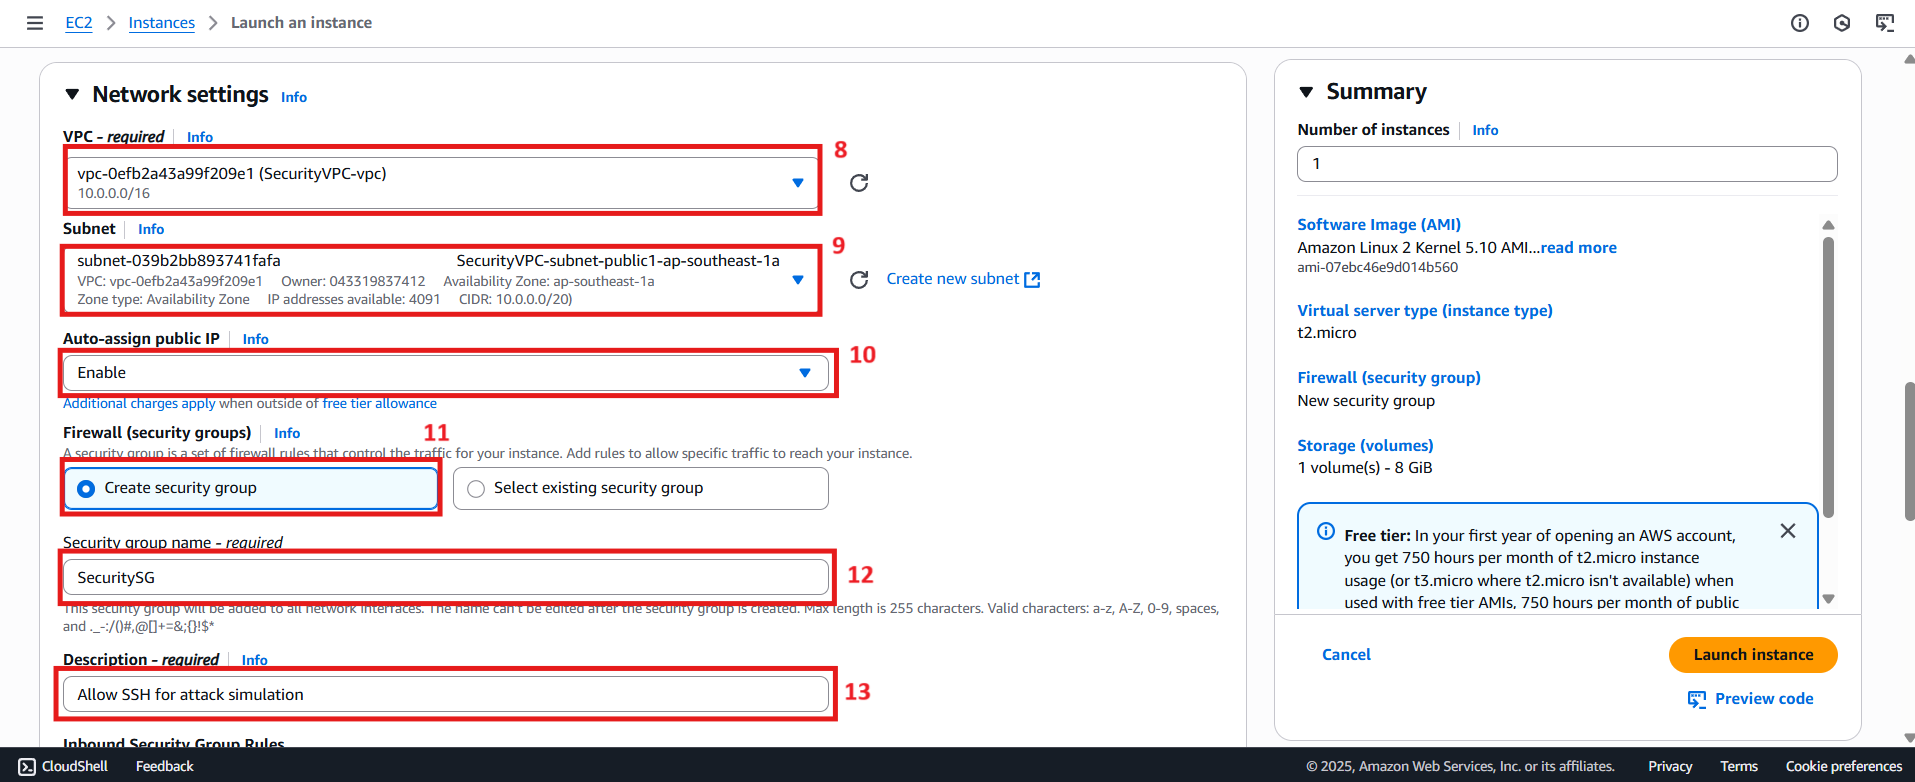 EC2 > Instances > Launch an instance
Network settings Info
VPC - required Info
8
vpc-0efb2a43a99f209e1 (SecurityVPC-vpc)
10.0.0.0/16
Subnet Info
9
subnet-039b2bb893741fafa SecurityVPC-subnet-public1-ap-southeast-1a
VPC: vpc-0efb2a43a99f209e1 Owner: 043319837412 Availability Zone: ap-southeast-1a
Zone type: Availability Zone IP addresses available: 4091 CIDR: 10.0.0.0/20)
Create new subnet
Auto-assign public IP Info
10
Enable
Additional charges apply when outside of free tier allowance
Firewall (security groups) Info
11
A security group is a set of firewall rules that control the traffic for your instance. Add rules to allow specific traffic to reach your instance.
Create security group
Select existing security group
Security group name - required
SecuritySG
12
This security group will be added to all network interfaces. The name can't be edited after the security group is created. Max length is 255 characters. Valid characters: a-z, A-Z, 0-9, spaces,
and ._-:/()#,@[]+=&;{}!$*
Description - required Info
Allow SSH for attack simulation
13
Inbound Security Group Rules
Summary
Number of instances Info
1
Software Image (AMI)
Amazon Linux 2 Kernel 5.10 AMI...read more
ami-07ebc46e9d014b560
Virtual server type (instance type)
t2.micro
Firewall (security group)
New security group
Storage (volumes)
1 volume(s) - 8 GiB
Free tier: In your first year of opening an AWS account,
you get 750 hours per month of t2.micro instance
usage (or t3.micro where t2.micro isn't available) when
used with free tier AMIs, 750 hours per month of public
Cancel
Launch instance
Preview code
CloudShell Feedback
© 2025, Amazon Web Services, Inc. or its affiliates. Privacy Terms Cookie preferences